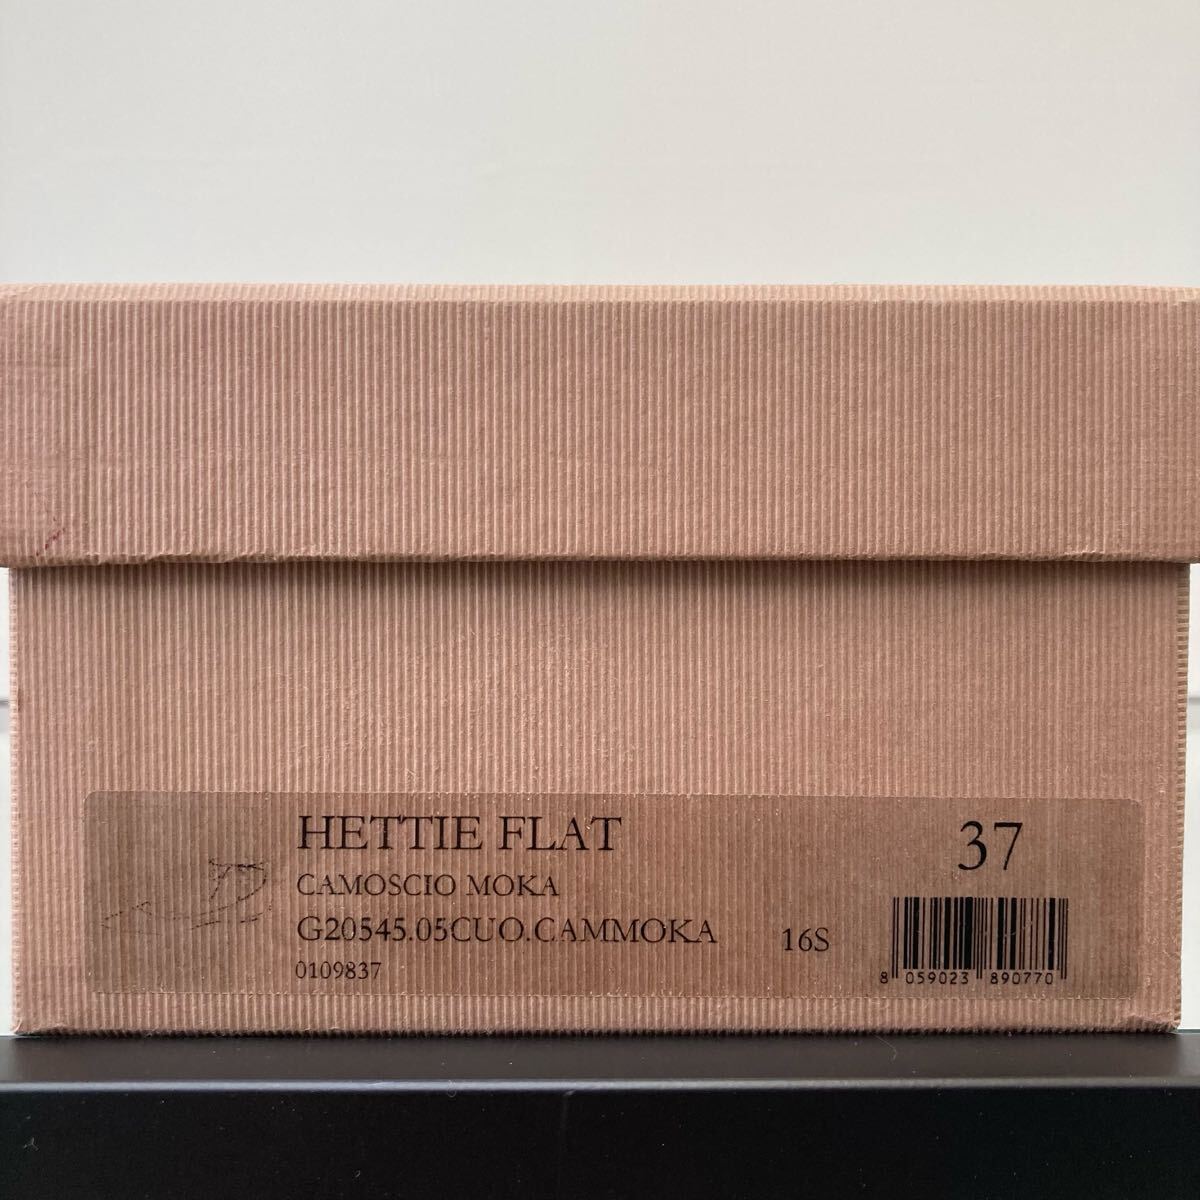 HETTIE FLAT
CAMOSCIO MOKA
G20545.05CUO.CAMMOKA
0109837
16S
37
8 059023 890770